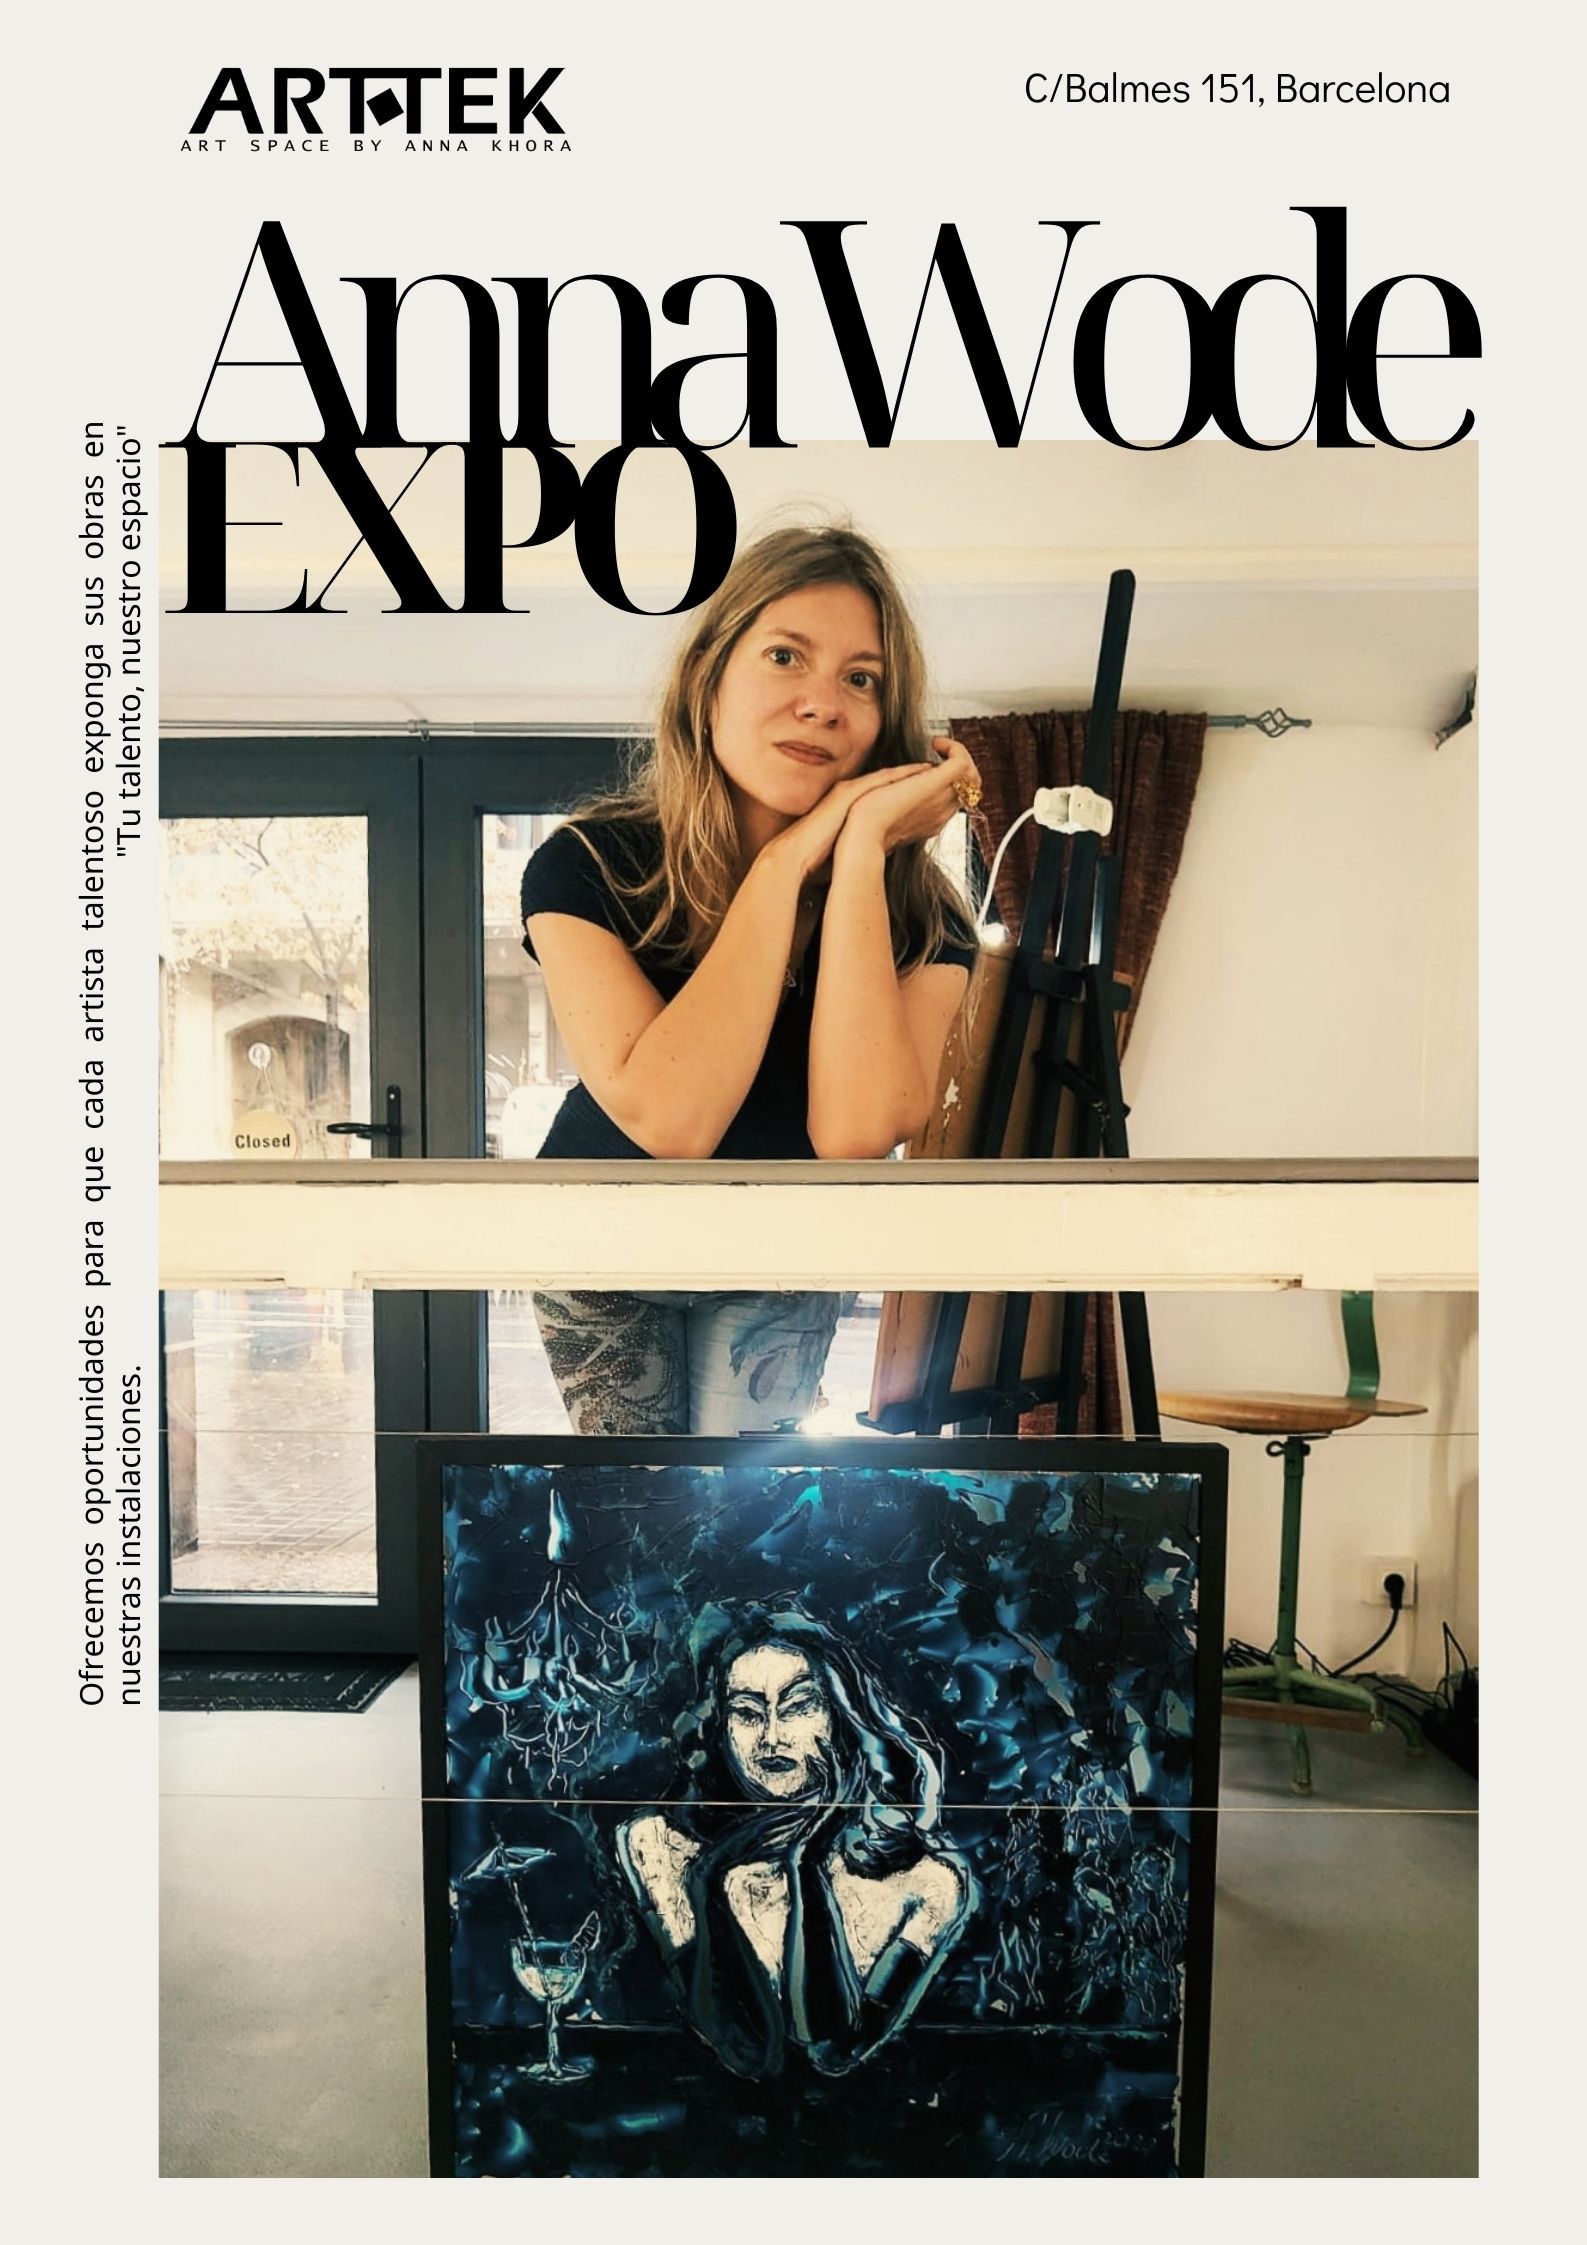 ARTTEK
ART SPACE BY ANNA KHORA
C/Balmes 151, Barcelona
Anna Wode
EXPO
Ofrecemos oportunidades para que cada artista talentoso exponga sus obras en
nuestras instalaciones.
"Tu talento, nuestro espacio"
Closed
A. Wode